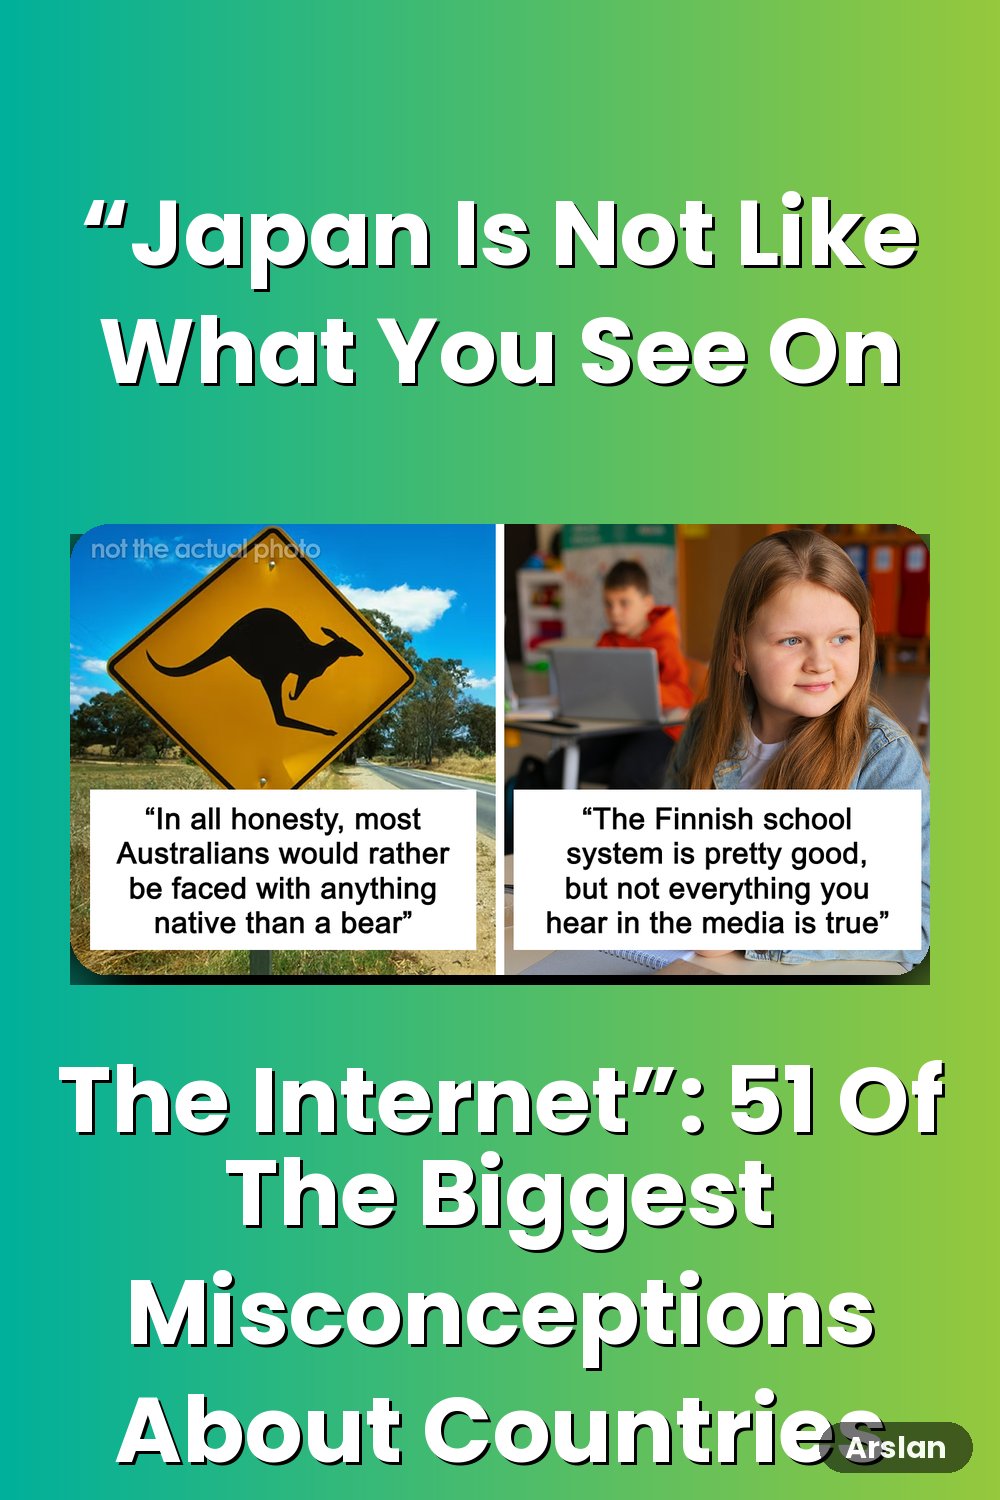 “Japan Is Not Like
What You See On
not the actual photo
“In all honesty, most
Australians would rather
be faced with anything
native than a bear”
“The Finnish school
system is pretty good,
but not everything you
hear in the media is true”
The Internet”: 51 Of
The Biggest
Misconceptions
About Countries
Arslan